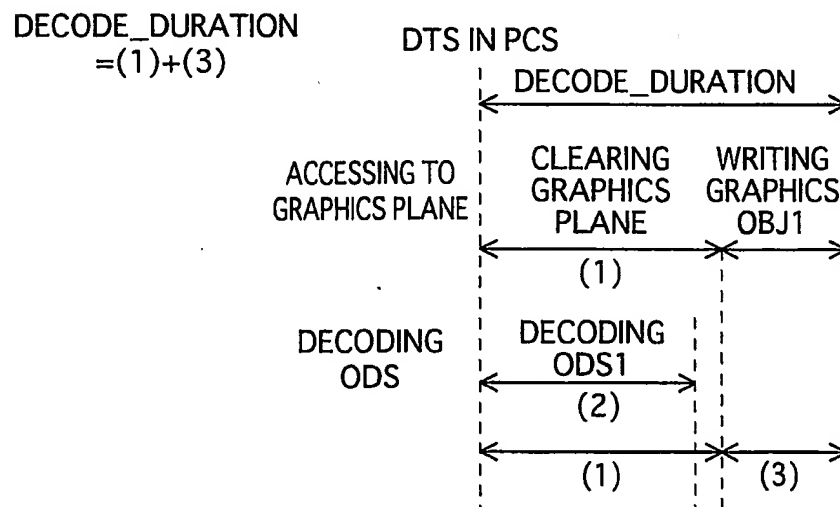 DECODE_DURATION
=(1)+(3)
DTS IN PCS
DECODE_DURATION
ACCESSING TO
GRAPHICS PLANE
CLEARING
GRAPHICS
PLANE
WRITING
GRAPHICS
OBJ1
(1)
DECODING
ODS
DECODING
ODS1
(2)
(1)
(3)